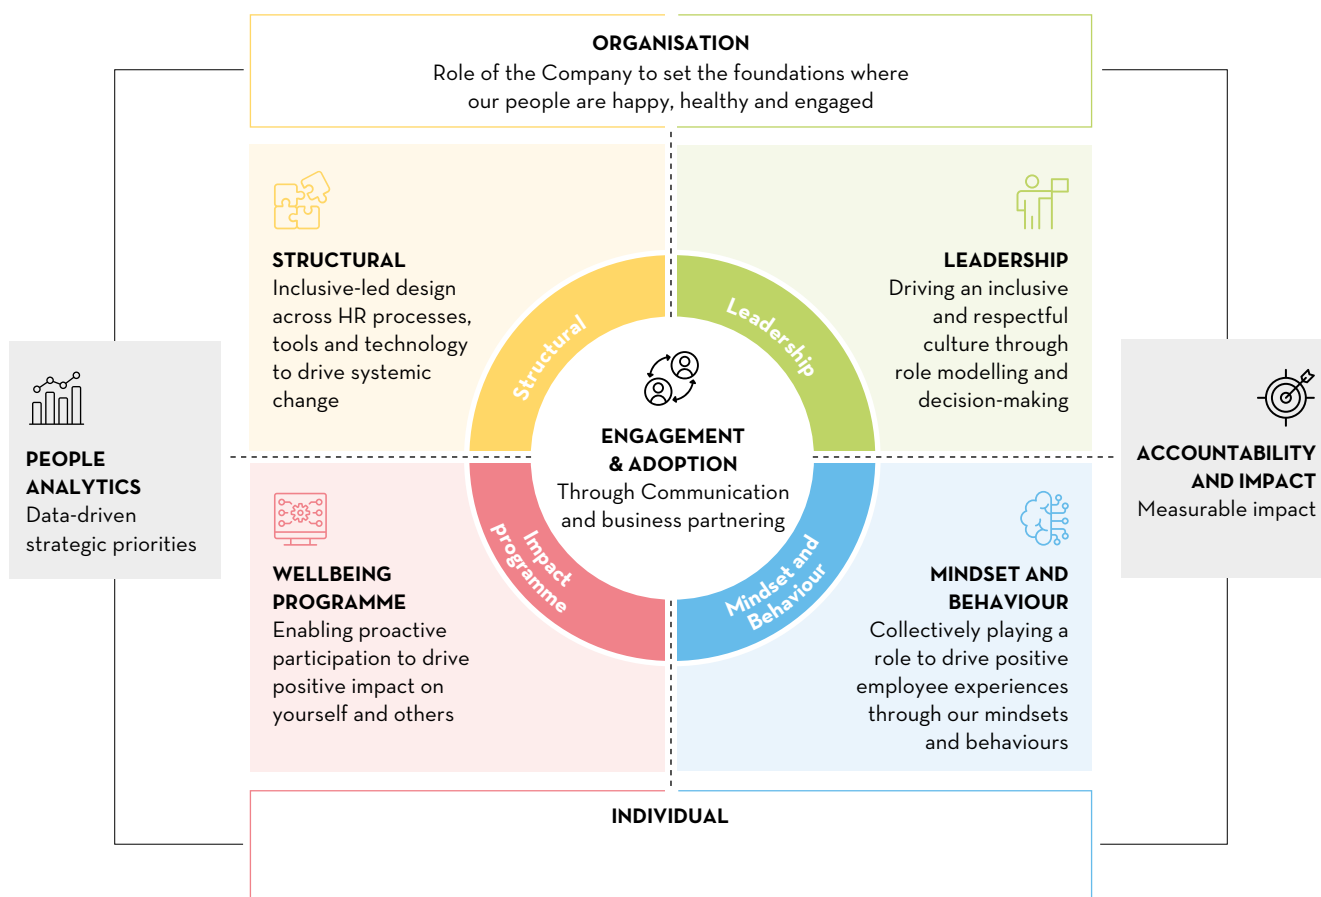 ORGANISATION
Role of the Company to set the foundations where
our people are happy, healthy and engaged
STRUCTURAL
Inclusive-led design
across HR processes,
tools and technology
to drive systemic
change
LEADERSHIP
Driving an inclusive
and respectful
culture through
role modelling and
decision-making
Structural
Leadership
PEOPLE
ANALYTICS
Data-driven
strategic priorities
ENGAGEMENT
& ADOPTION
Through Communication
and business partnering
ACCOUNTABILITY
AND IMPACT
Measurable impact
Impact
programme
Mindset and
Behaviour
WELLBEING
PROGRAMME
Enabling proactive
participation to drive
positive impact on
yourself and others
MINDSET AND
BEHAVIOUR
Collectively playing a
role to drive positive
employee experiences
through our mindsets
and behaviours
INDIVIDUAL